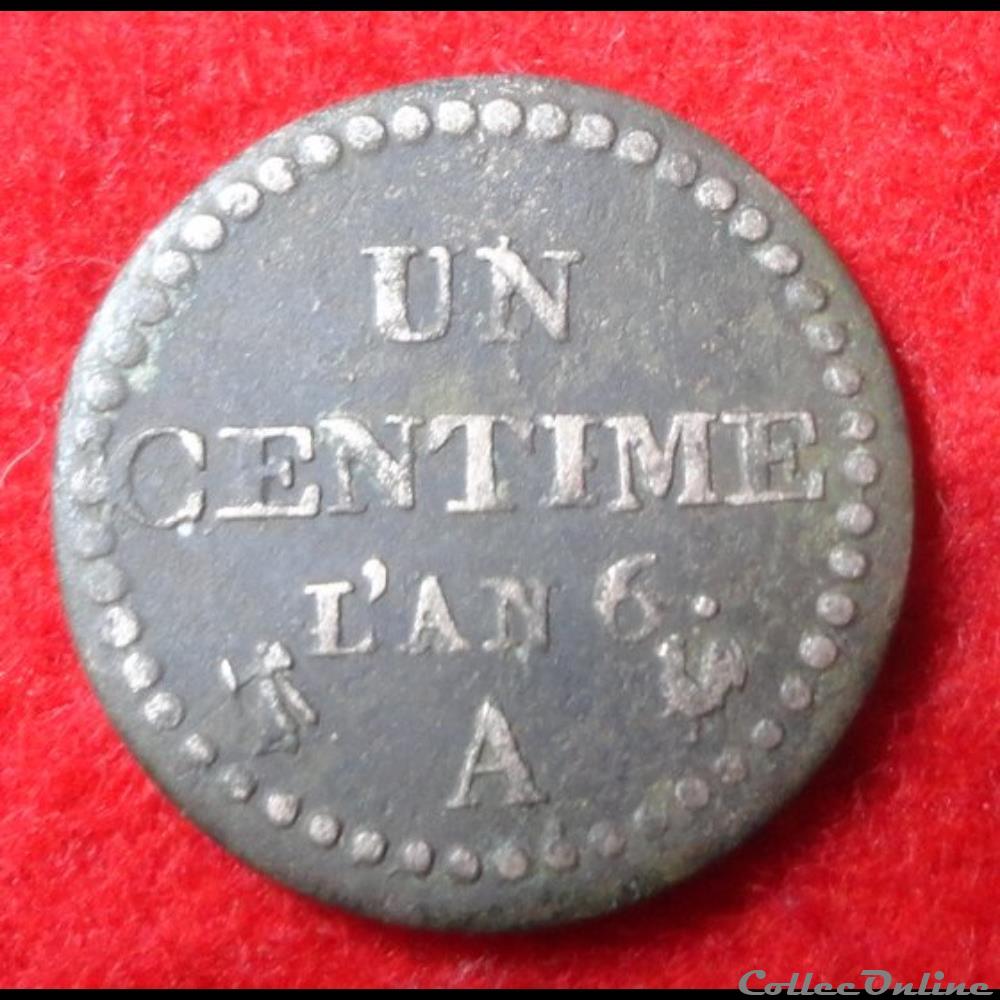 UN
CENTIME
L'AN 6.
A
CollecOnline